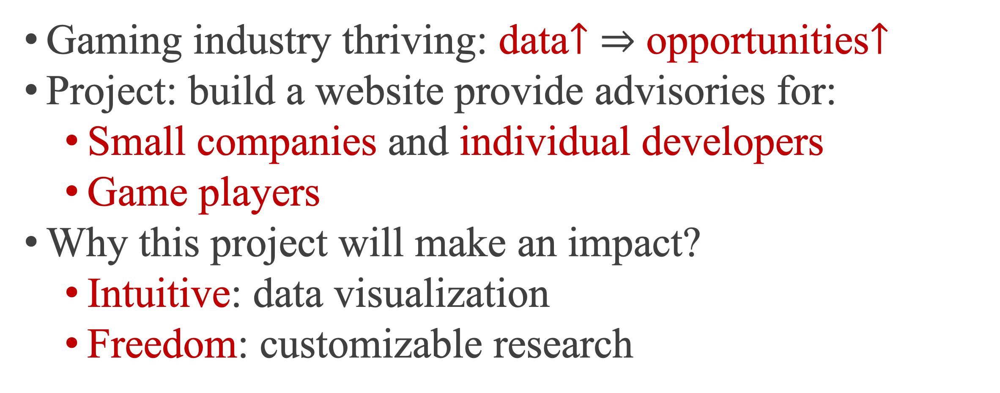 • Gaming industry thriving: data↑ ⇒ opportunities↑
• Project: build a website provide advisories for:
• Small companies and individual developers
• Game players
• Why this project will make an impact?
• Intuitive: data visualization
• Freedom: customizable research